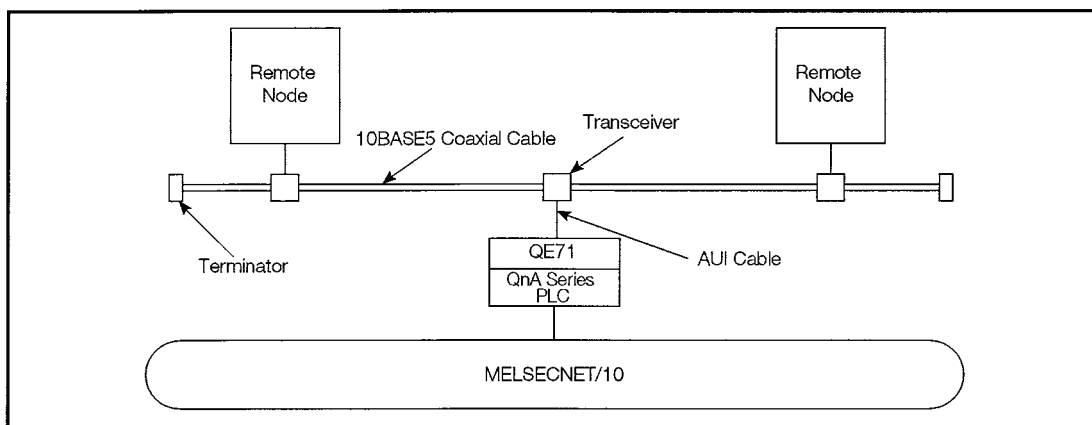 Remote
Node
Remote
Node
Transceiver
10BASE5 Coaxial Cable
Terminator
QE71
AUI Cable
QnA Series
PLC
MELSECNET/10